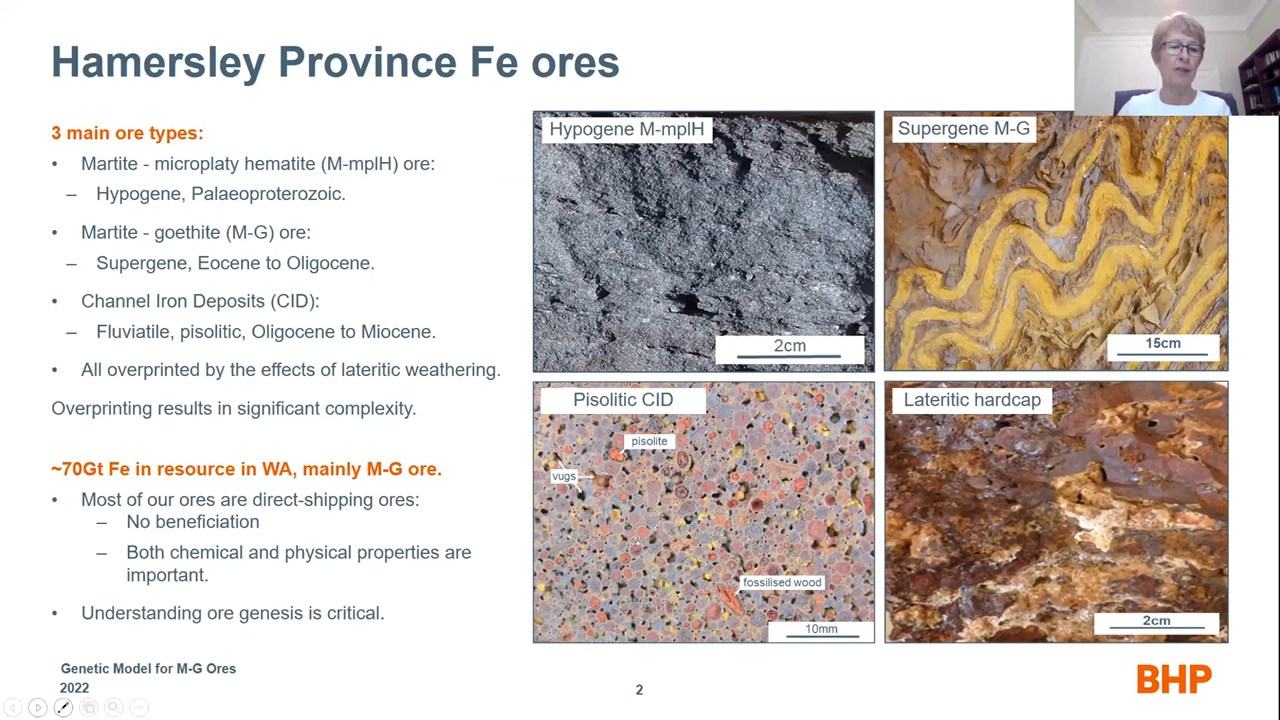 Hamersley Province Fe ores
3 main ore types:
• Martite - microplaty hematite (M-mplH) ore:
– Hypogene, Palaeoproterozoic.
• Martite - goethite (M-G) ore:
– Supergene, Eocene to Oligocene.
• Channel Iron Deposits (CID):
– Fluviatile, pisolitic, Oligocene to Miocene.
• All overprinted by the effects of lateritic weathering.
Overprinting results in significant complexity.
~70Gt Fe in resource in WA, mainly M-G ore.
• Most of our ores are direct-shipping ores:
– No beneficiation
– Both chemical and physical properties are
important.
• Understanding ore genesis is critical.
Hypogene M-mplH
2cm
Supergene M-G
15cm
Pisolitic CID
pisolite
vugs
fossilised wood
10mm
Lateritic hardcap
2cm
Genetic Model for M-G Ores
2022
2
BHP